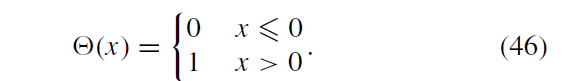 Θ(x) = {0 x ⩽ 0
1 x > 0. (46)